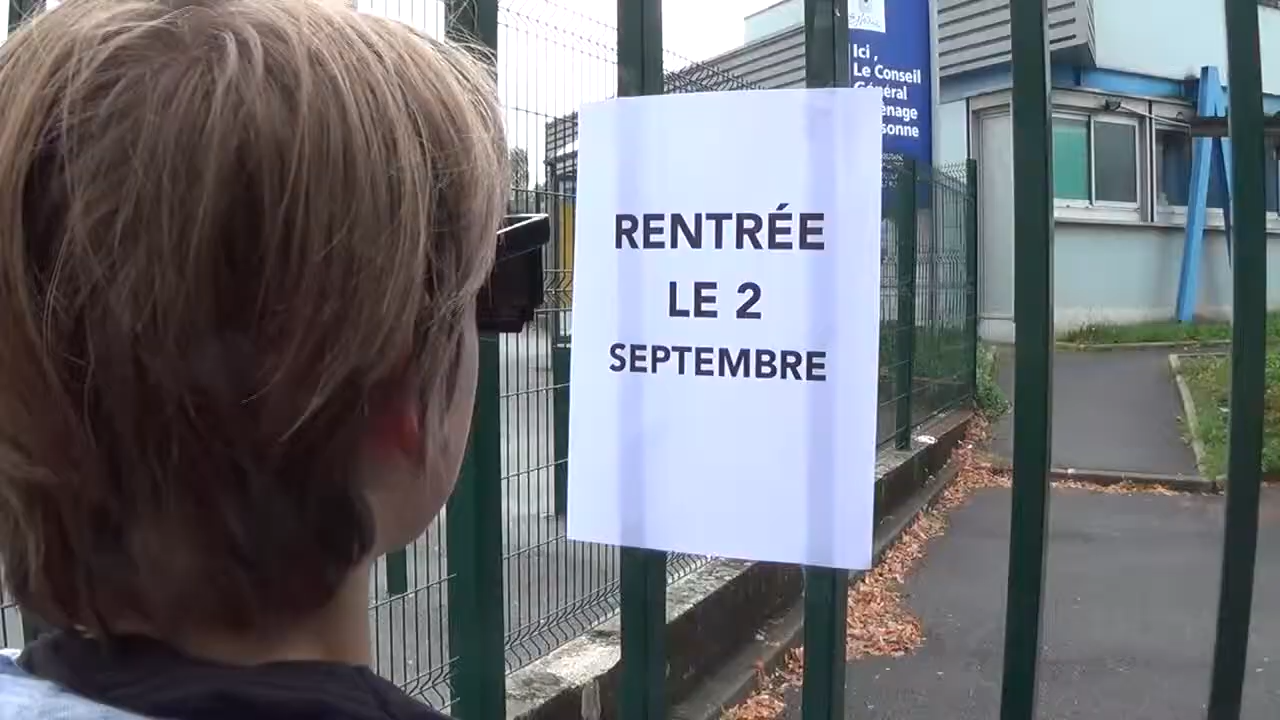 RENTRÉE
LE 2
SEPTEMBRE
Ici,
Le Conseil
Général